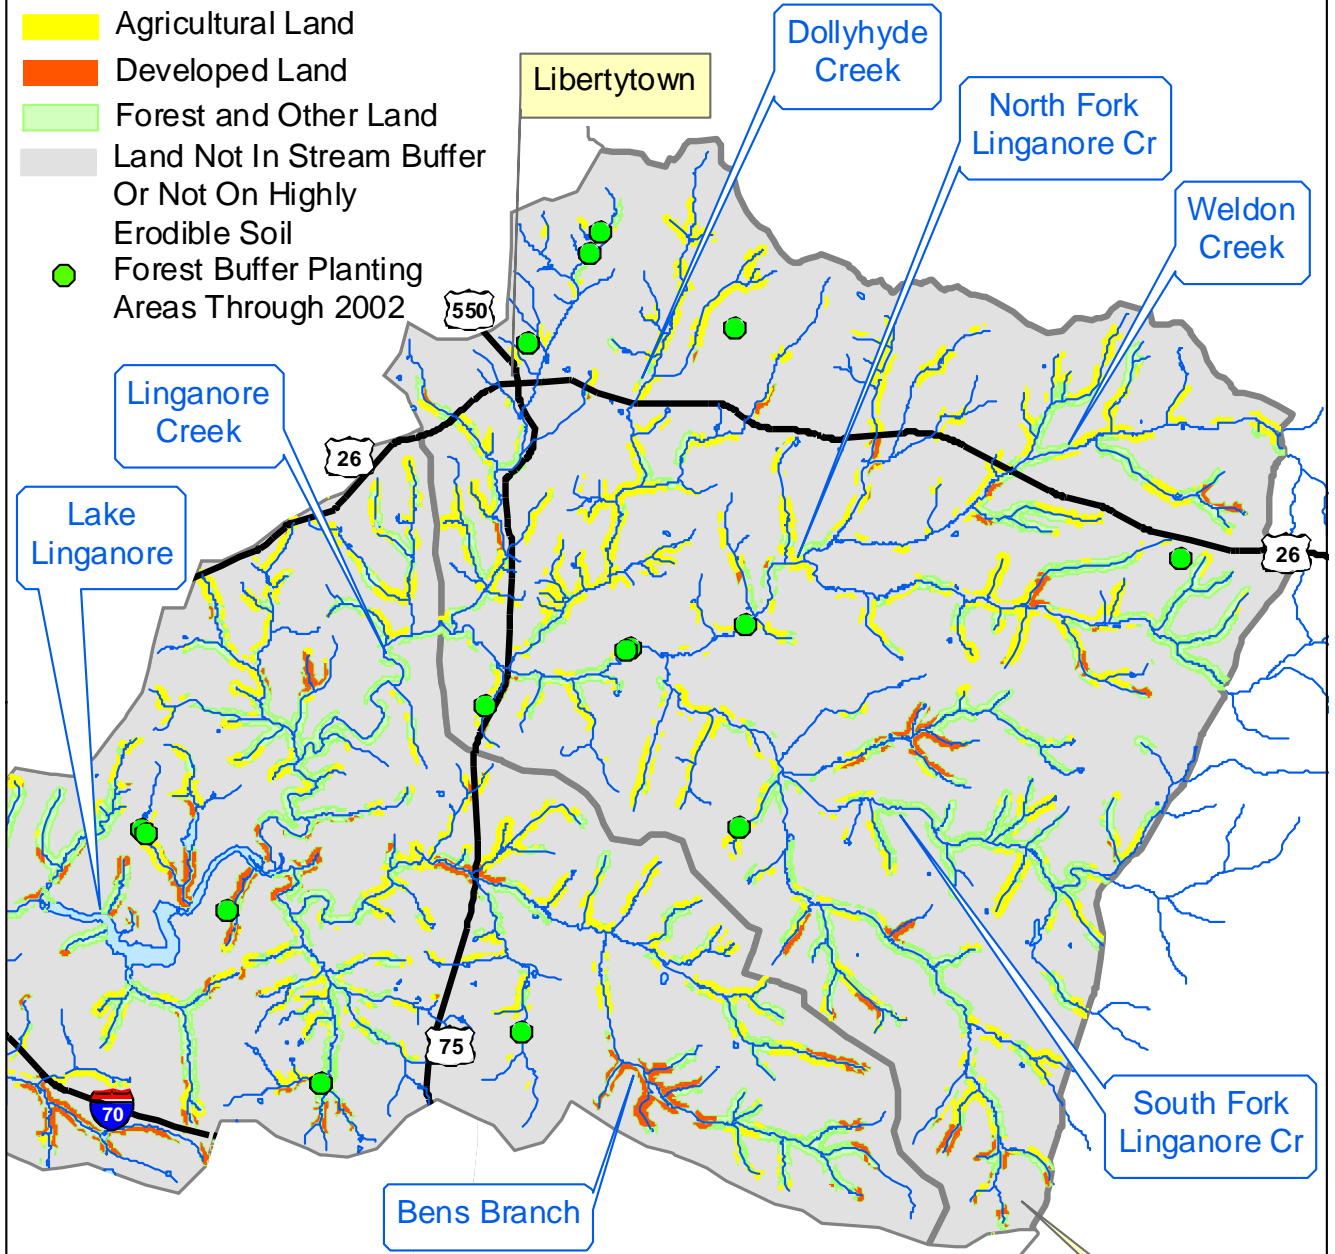 Agricultural Land
Developed Land
Forest and Other Land
Land Not In Stream Buffer
Or Not On Highly
Erodible Soil
Forest Buffer Planting
Areas Through 2002
Libertytown
Dollyhyde
Creek
North Fork
Linganore Cr
Weldon
Creek
550
Linganore
Creek
26
Lake
Linganore
26
75
70
South Fork
Linganore Cr
Bens Branch